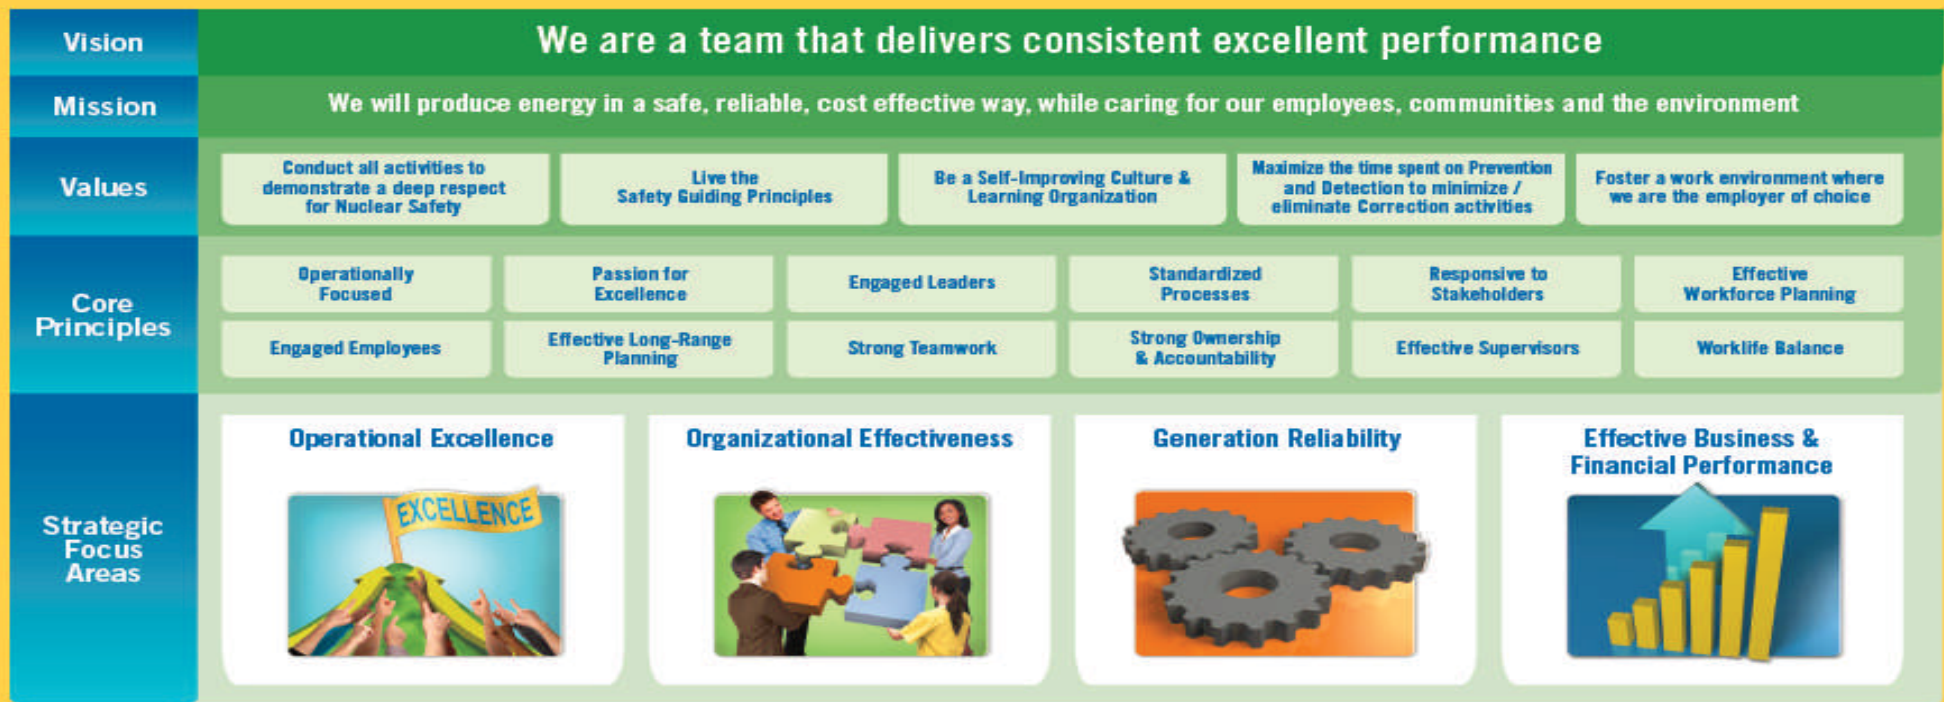 Vision
We are a team that delivers consistent excellent performance
Mission
We will produce energy in a safe, reliable, cost effective way, while caring for our employees, communities and the environment
Values
Conduct all activities to
demonstrate a deep respect
for Nuclear Safety
Live the
Safety Guiding Principles
Be a Self-Improving Culture &
Learning Organization
Maximize the time spent on Prevention
and Detection to minimize /
eliminate Correction activities
Foster a work environment where
we are the employer of choice
Core
Principles
Operationally
Focused
Passion for
Excellence
Engaged Leaders
Standardized
Processes
Responsive to
Stakeholders
Effective
Workforce Planning
Engaged Employees
Effective Long-Range
Planning
Strong Teamwork
Strong Ownership
& Accountability
Effective Supervisors
Worklife Balance
Strategic
Focus
Areas
Operational Excellence
EXCELLENCE
Organizational Effectiveness
Generation Reliability
Effective Business &
Financial Performance